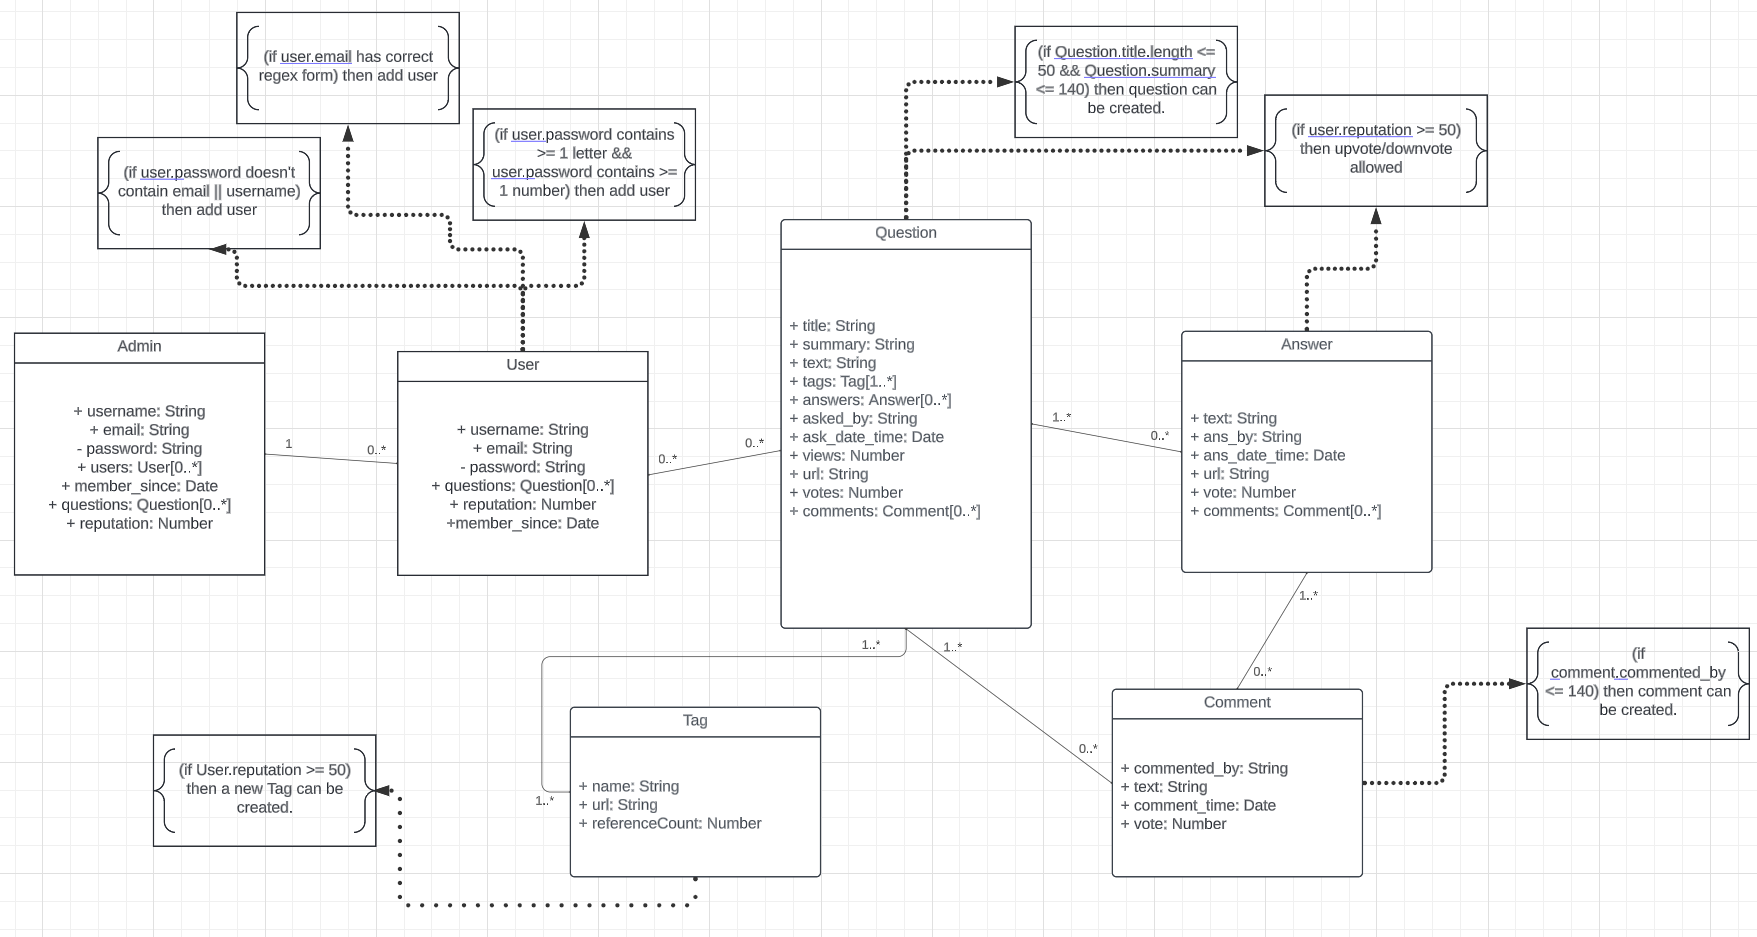 (if user.email has correct
regex form) then add user
(if user.password doesn't
contain email || username)
then add user
(if user.password contains
>= 1 letter &&
user.password contains >=
1 number) then add user
(if Question.title.length <=
50 && Question.summary
<= 140) then question can
be created.
(if user.reputation >= 50)
then upvote/downvote
allowed
Admin
+ username: String
+ email: String
- password: String
+ users: User[0..*]
+ member_since: Date
+ questions: Question[0..*]
+ reputation: Number
1
0..*
User
+ username: String
+ email: String
- password: String
+ questions: Question[0..*]
+ reputation: Number
+member_since: Date
0..*
0..*
Question
+ title: String
+ summary: String
+ text: String
+ tags: Tag[1..*]
+ answers: Answer[0..*]
+ asked_by: String
+ ask_date_time: Date
+ views: Number
+ url: String
+ votes: Number
+ comments: Comment[0..*]
1..*
0..*
Answer
+ text: String
+ ans_by: String
+ ans_date_time: Date
+ url: String
+ vote: Number
+ comments: Comment[0..*]
1..*
0..*
1..*
1..*
1..*
0..*
Tag
+ name: String
+ url: String
+ referenceCount: Number
(if User.reputation >= 50)
then a new Tag can be
created.
Comment
+ commented_by: String
+ text: String
+ comment_time: Date
+ vote: Number
(if
comment.commented_by
<= 140) then comment can
be created.